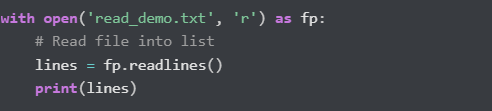 with open('read_demo.txt', 'r') as fp:
    # Read file into list
    lines = fp.readlines()
    print(lines)